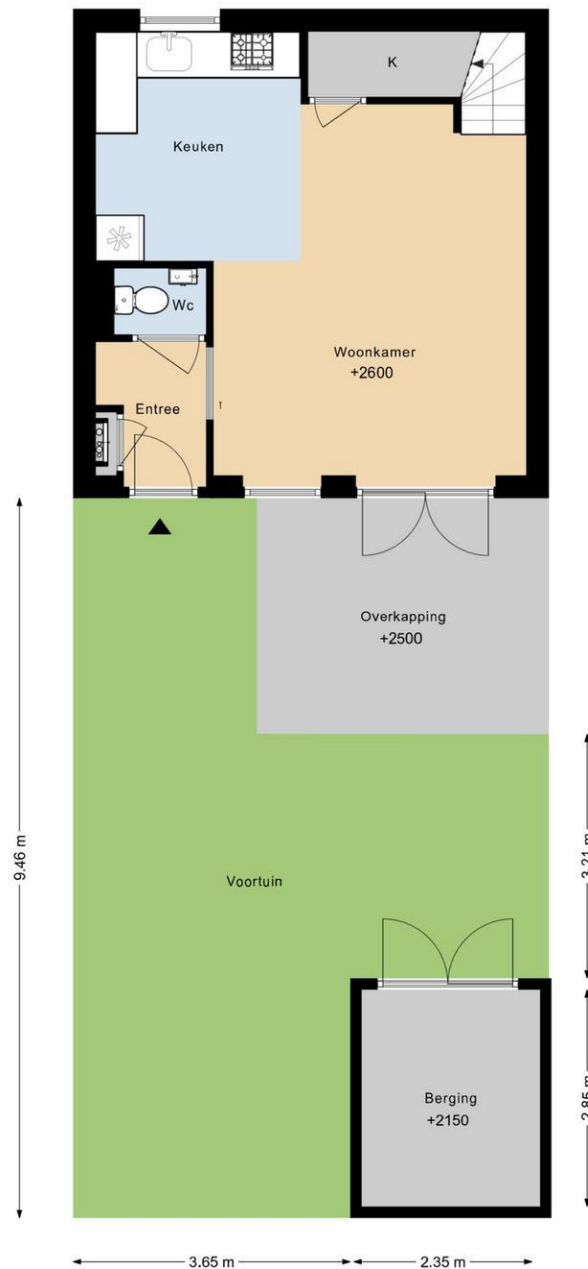 K
Keuken
Wc
Woonkamer
+2600
Entree
Overkapping
+2500
9.46 m
3.21 m
Voortuin
Berging
+2150
2.85 m
3.65 m
2.35 m